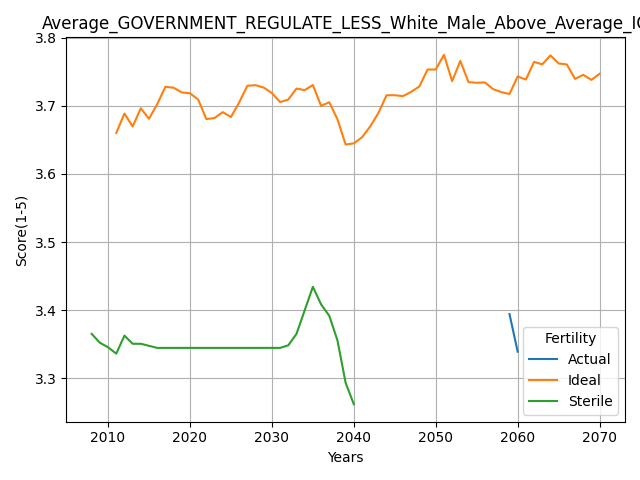 Average_GOVERNMENT_REGULATE_LESS_White_Male_Above_Average_IQ
3.8
3.7
3.6
3.5
3.4
3.3
Score(1-5)
2010 2020 2030 2040 2050 2060 2070
Years
Fertility
Actual
Ideal
Sterile